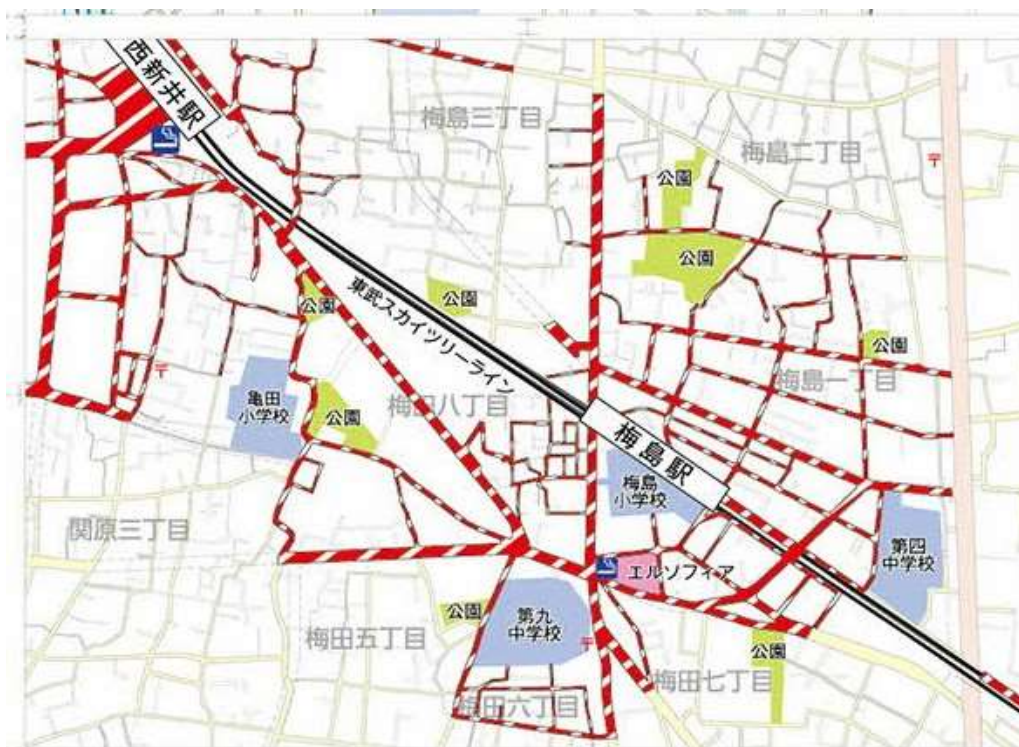 西新井駅
梅島三丁目
梅島二丁目
〒
公園
公園
東武スカイツリーライン
公園
公園
公園
梅島一丁目
〒
亀田
小学校
公園
梅田八丁目
梅島駅
梅島
小学校
関原三丁目
第四
中学校
エルソフィア
公園
第九
中学校
〒
梅田五丁目
公園
梅田七丁目
梅田六丁目